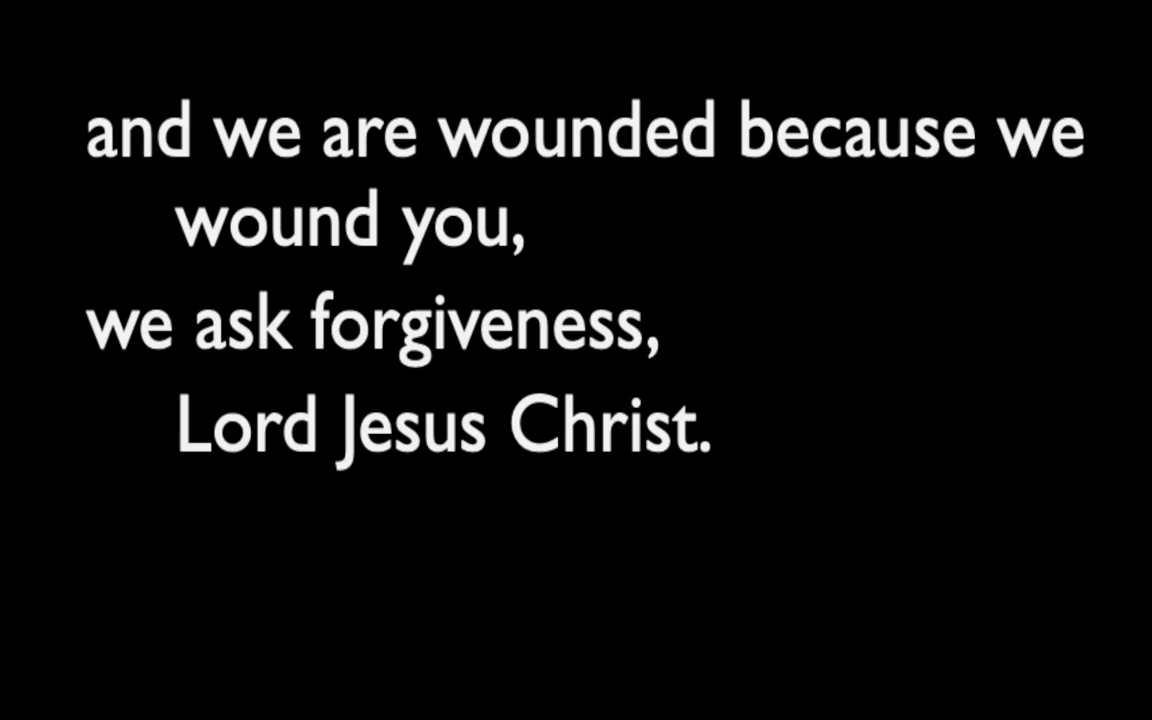 and we are wounded because we
wound you,
we ask forgiveness,
Lord Jesus Christ.